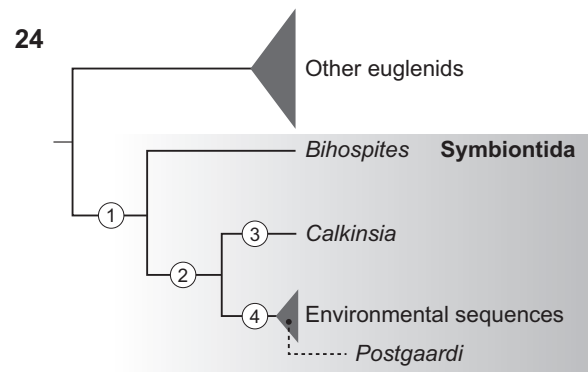 24
Other euglenids
Bihospites Symbiontida
1
3 Calkinsia
2
4 Environmental sequences
Postgaardi